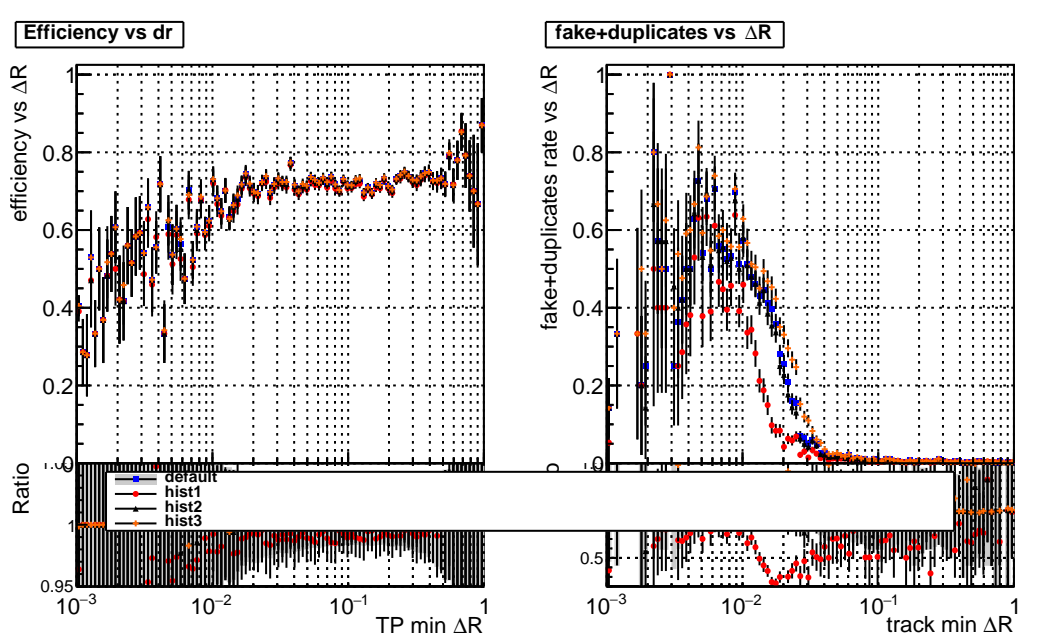 Efficiency vs dr
fake+duplicates vs ΔR
efficiency vs ΔR
1
0.8
0.6
0.4
0.2
0
Ratio
1
0.95
10⁻³ 10⁻² 10⁻¹ 1
TP min ΔR
fake+duplicates rate vs ΔR
1
0.8
0.6
0.4
0.2
0
0.5
10⁻³ 10⁻² 10⁻¹ 1
track min ΔR
default
hist1
hist2
hist3